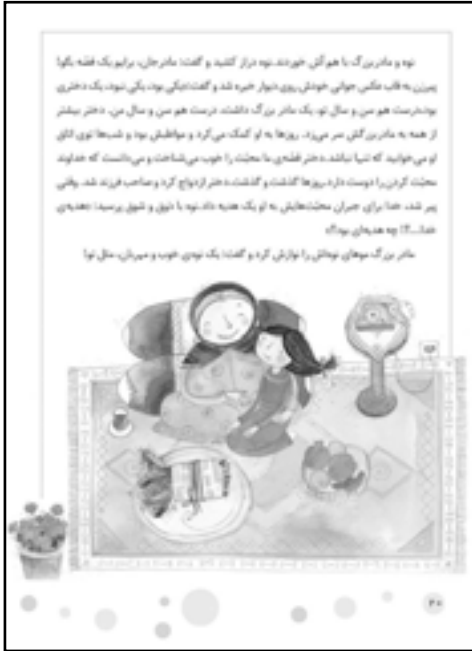 نوه و مادربزرگ با هم آش خوردند. نوه دراز کشید و گفت: مادرجان، برایم یک قصّه بگو!
پیرزن به قاب عکس جوانی خودش روی دیوار خیره شد و گفت: «یکی بود، یکی نبود، یک دختری
بود درست هم سن و سال تو، یک مادر بزرگ داشت، درست هم سن و سال من. دختر بیشتر
از همه به مادربزرگش سر می‌زد. روزها به او کمک می‌کرد و مواظبش بود و شب‌ها توی اتاق
او می‌خوابید که تنها نباشد. دختر قصّه‌ی ما محبّت را خوب می‌شناخت و می‌دانست که خداوند
محبّت کردن را دوست دارد. روزها گذشت و گذشت. دختر ازدواج کرد و صاحب فرزند شد. وقتی
پیر شد، خدا برای جبران محبّت‌هایش به او یک هدیه داد. نوه با ذوق و شوق پرسید: «هدیه‌ی
خدا...؟! چه هدیه‌ای بود؟»
مادر بزرگ موهای نوه‌اش را نوازش کرد و گفت: یک نوه‌ی خوب و مهربان، مثل تو!